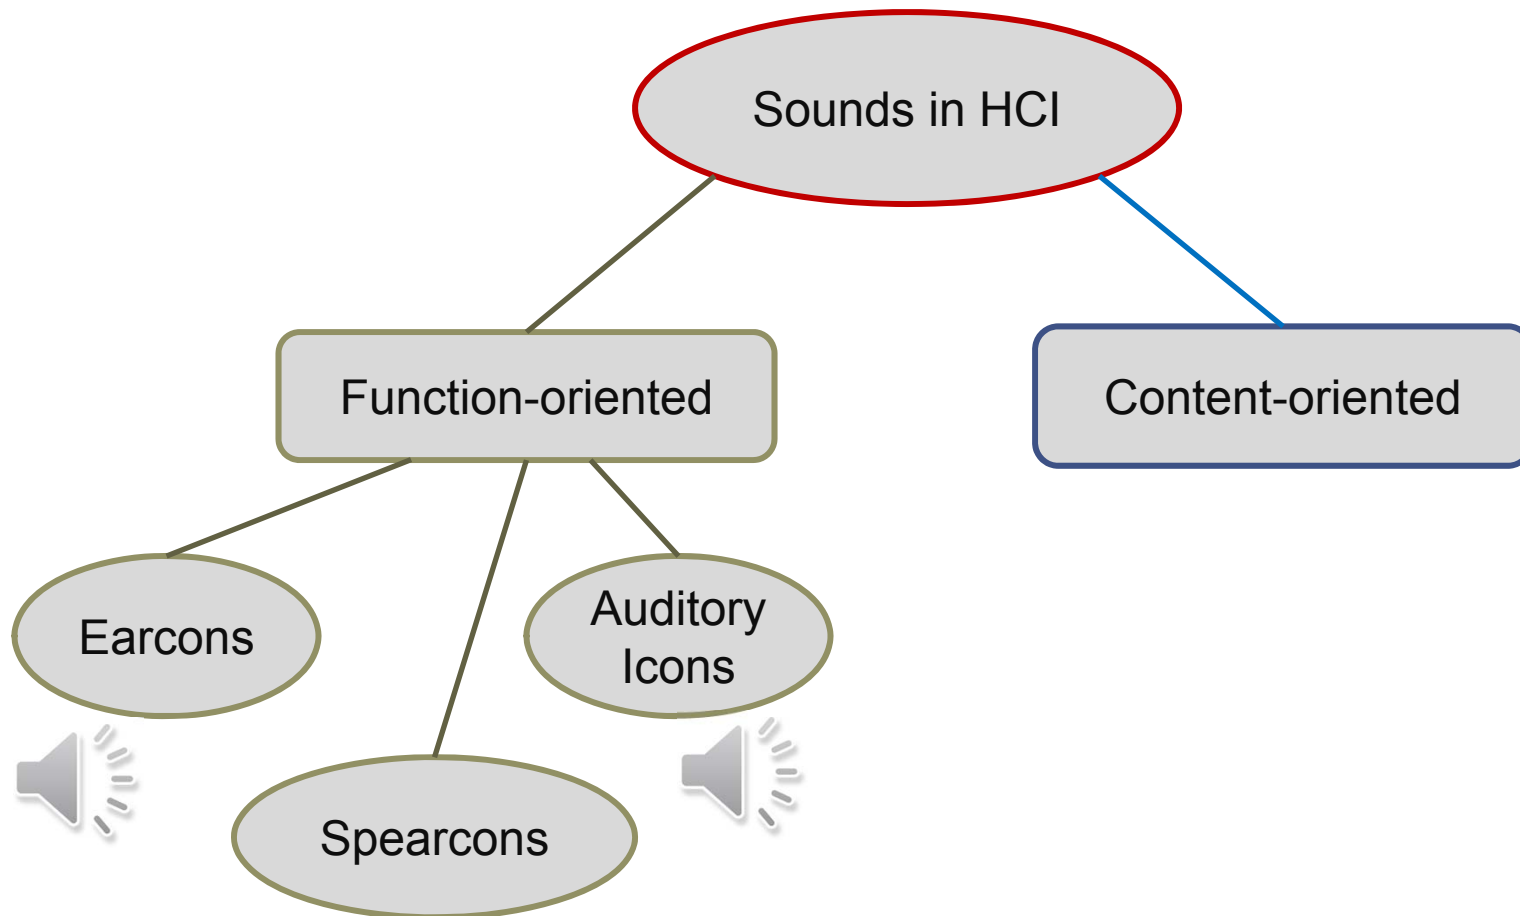 Sounds in HCI
Function-oriented
Content-oriented
Earcons
Auditory
Icons
Spearcons